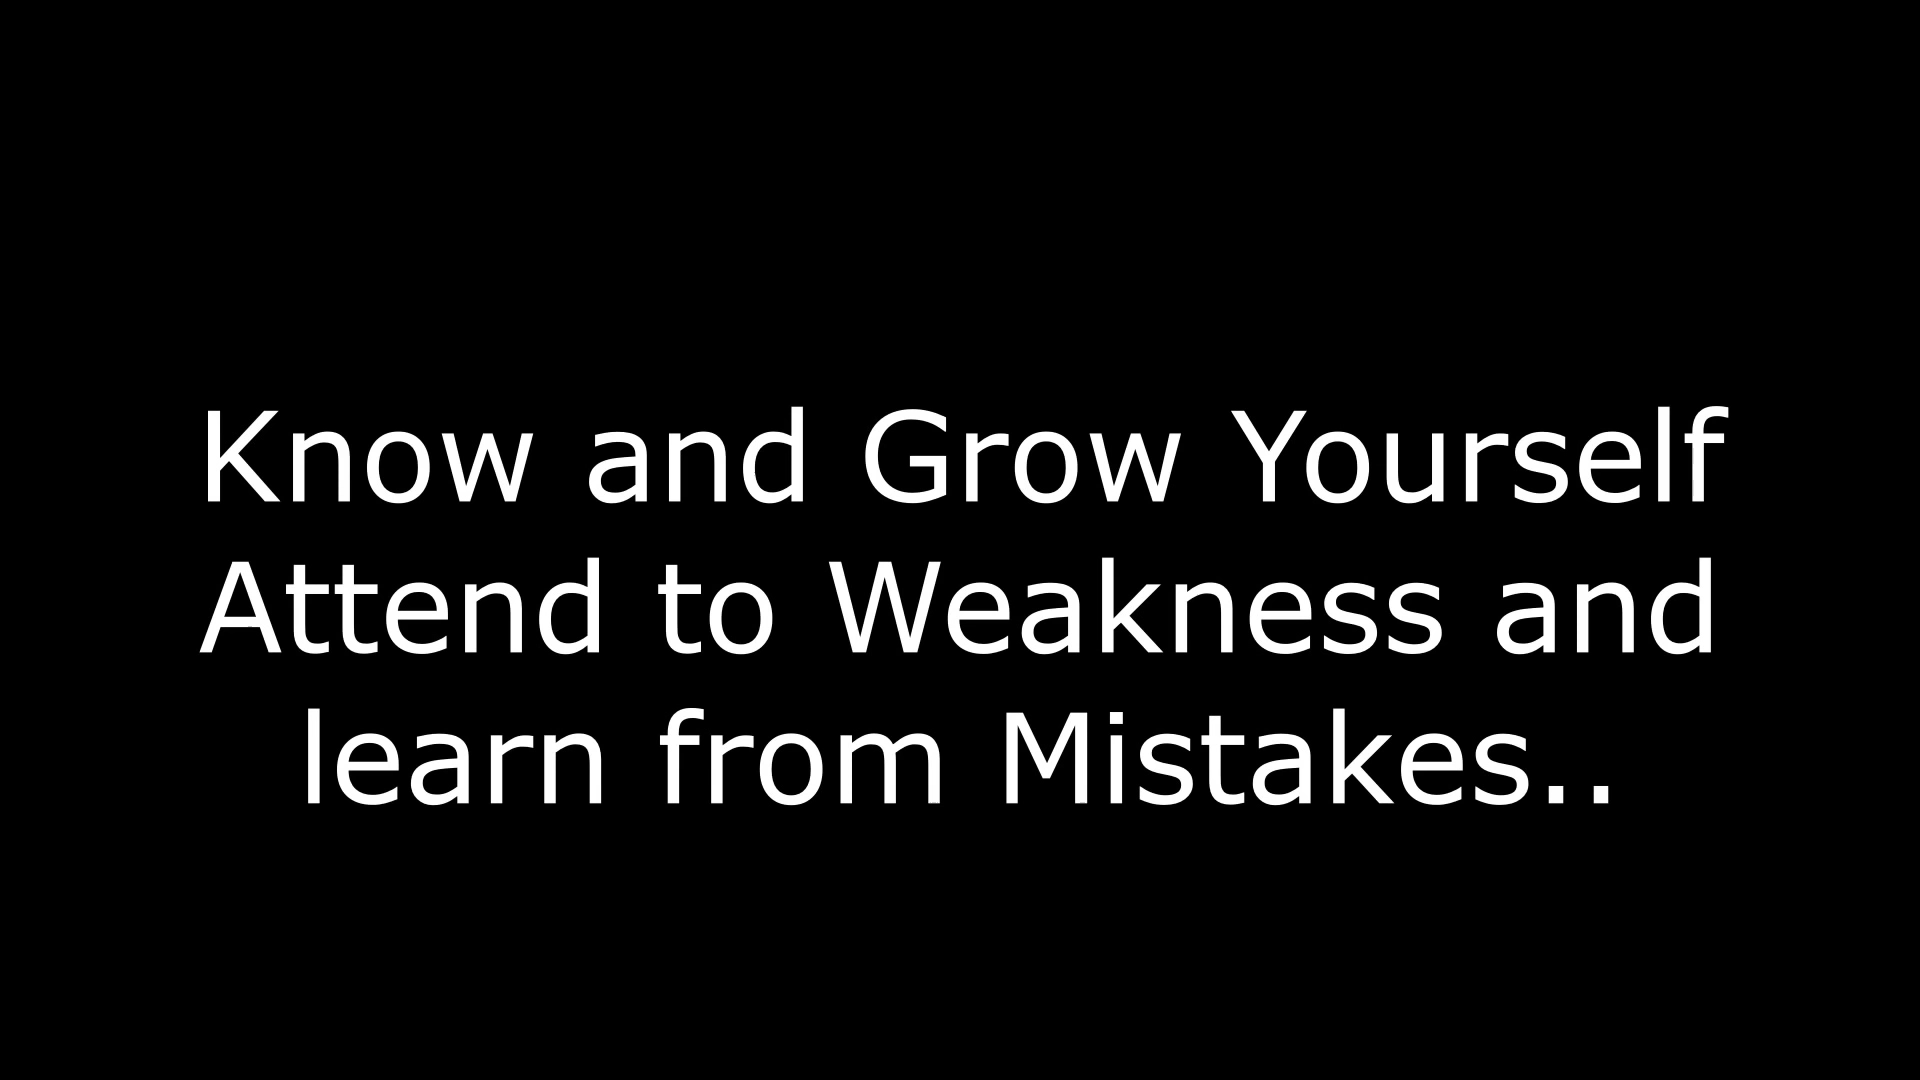 Know and Grow Yourself
Attend to Weakness and
learn from Mistakes..